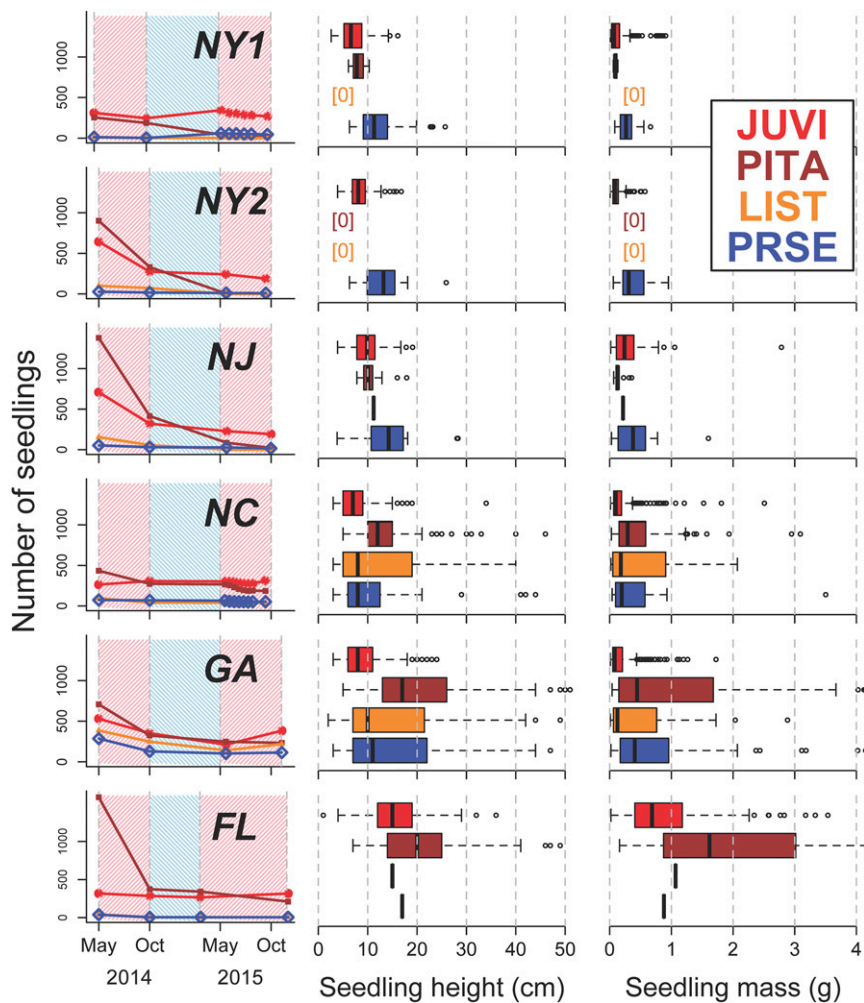 NY1
0
500
1000
[0]
[0]
JUVI
PITA
LIST
PRSE
NY2
0
500
1000
[0]
[0]
[0]
[0]
NJ
0
500
1000
NC
0
500
1000
GA
0
500
1000
FL
0
500
1000
Number of seedlings
May Oct May Oct
2014 2015
0 10 20 30 40 50
Seedling height (cm)
0 1 2 3 4
Seedling mass (g)